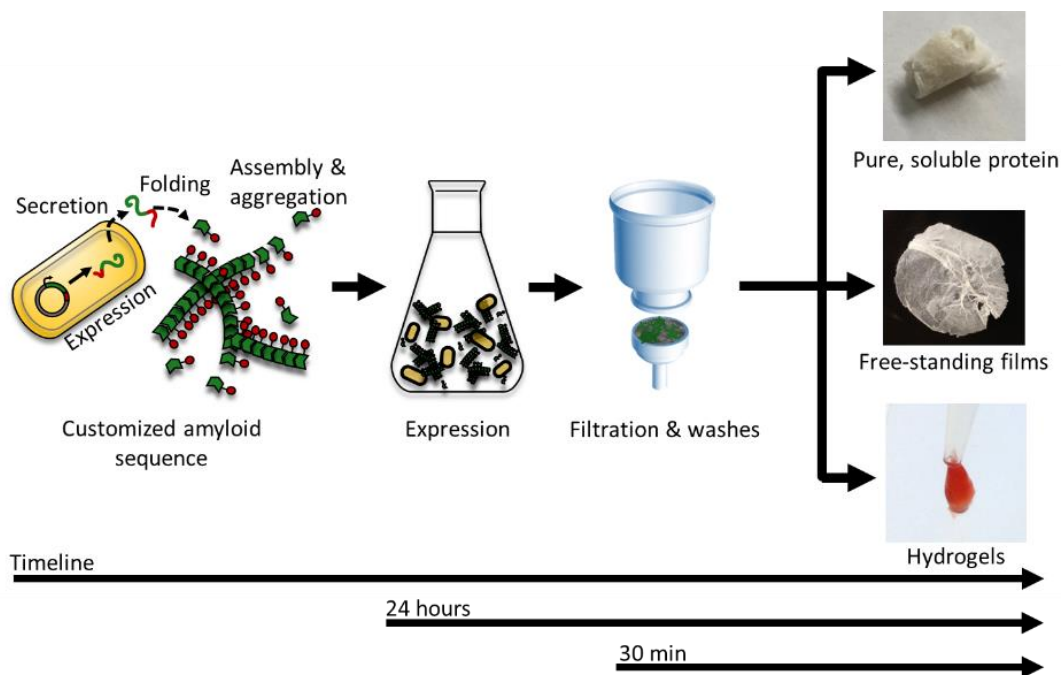 Secretion
Folding
Assembly &
aggregation
Expression
Customized amyloid
sequence
Expression
Filtration & washes
Pure, soluble protein
Free-standing films
Hydrogels
Timeline
24 hours
30 min